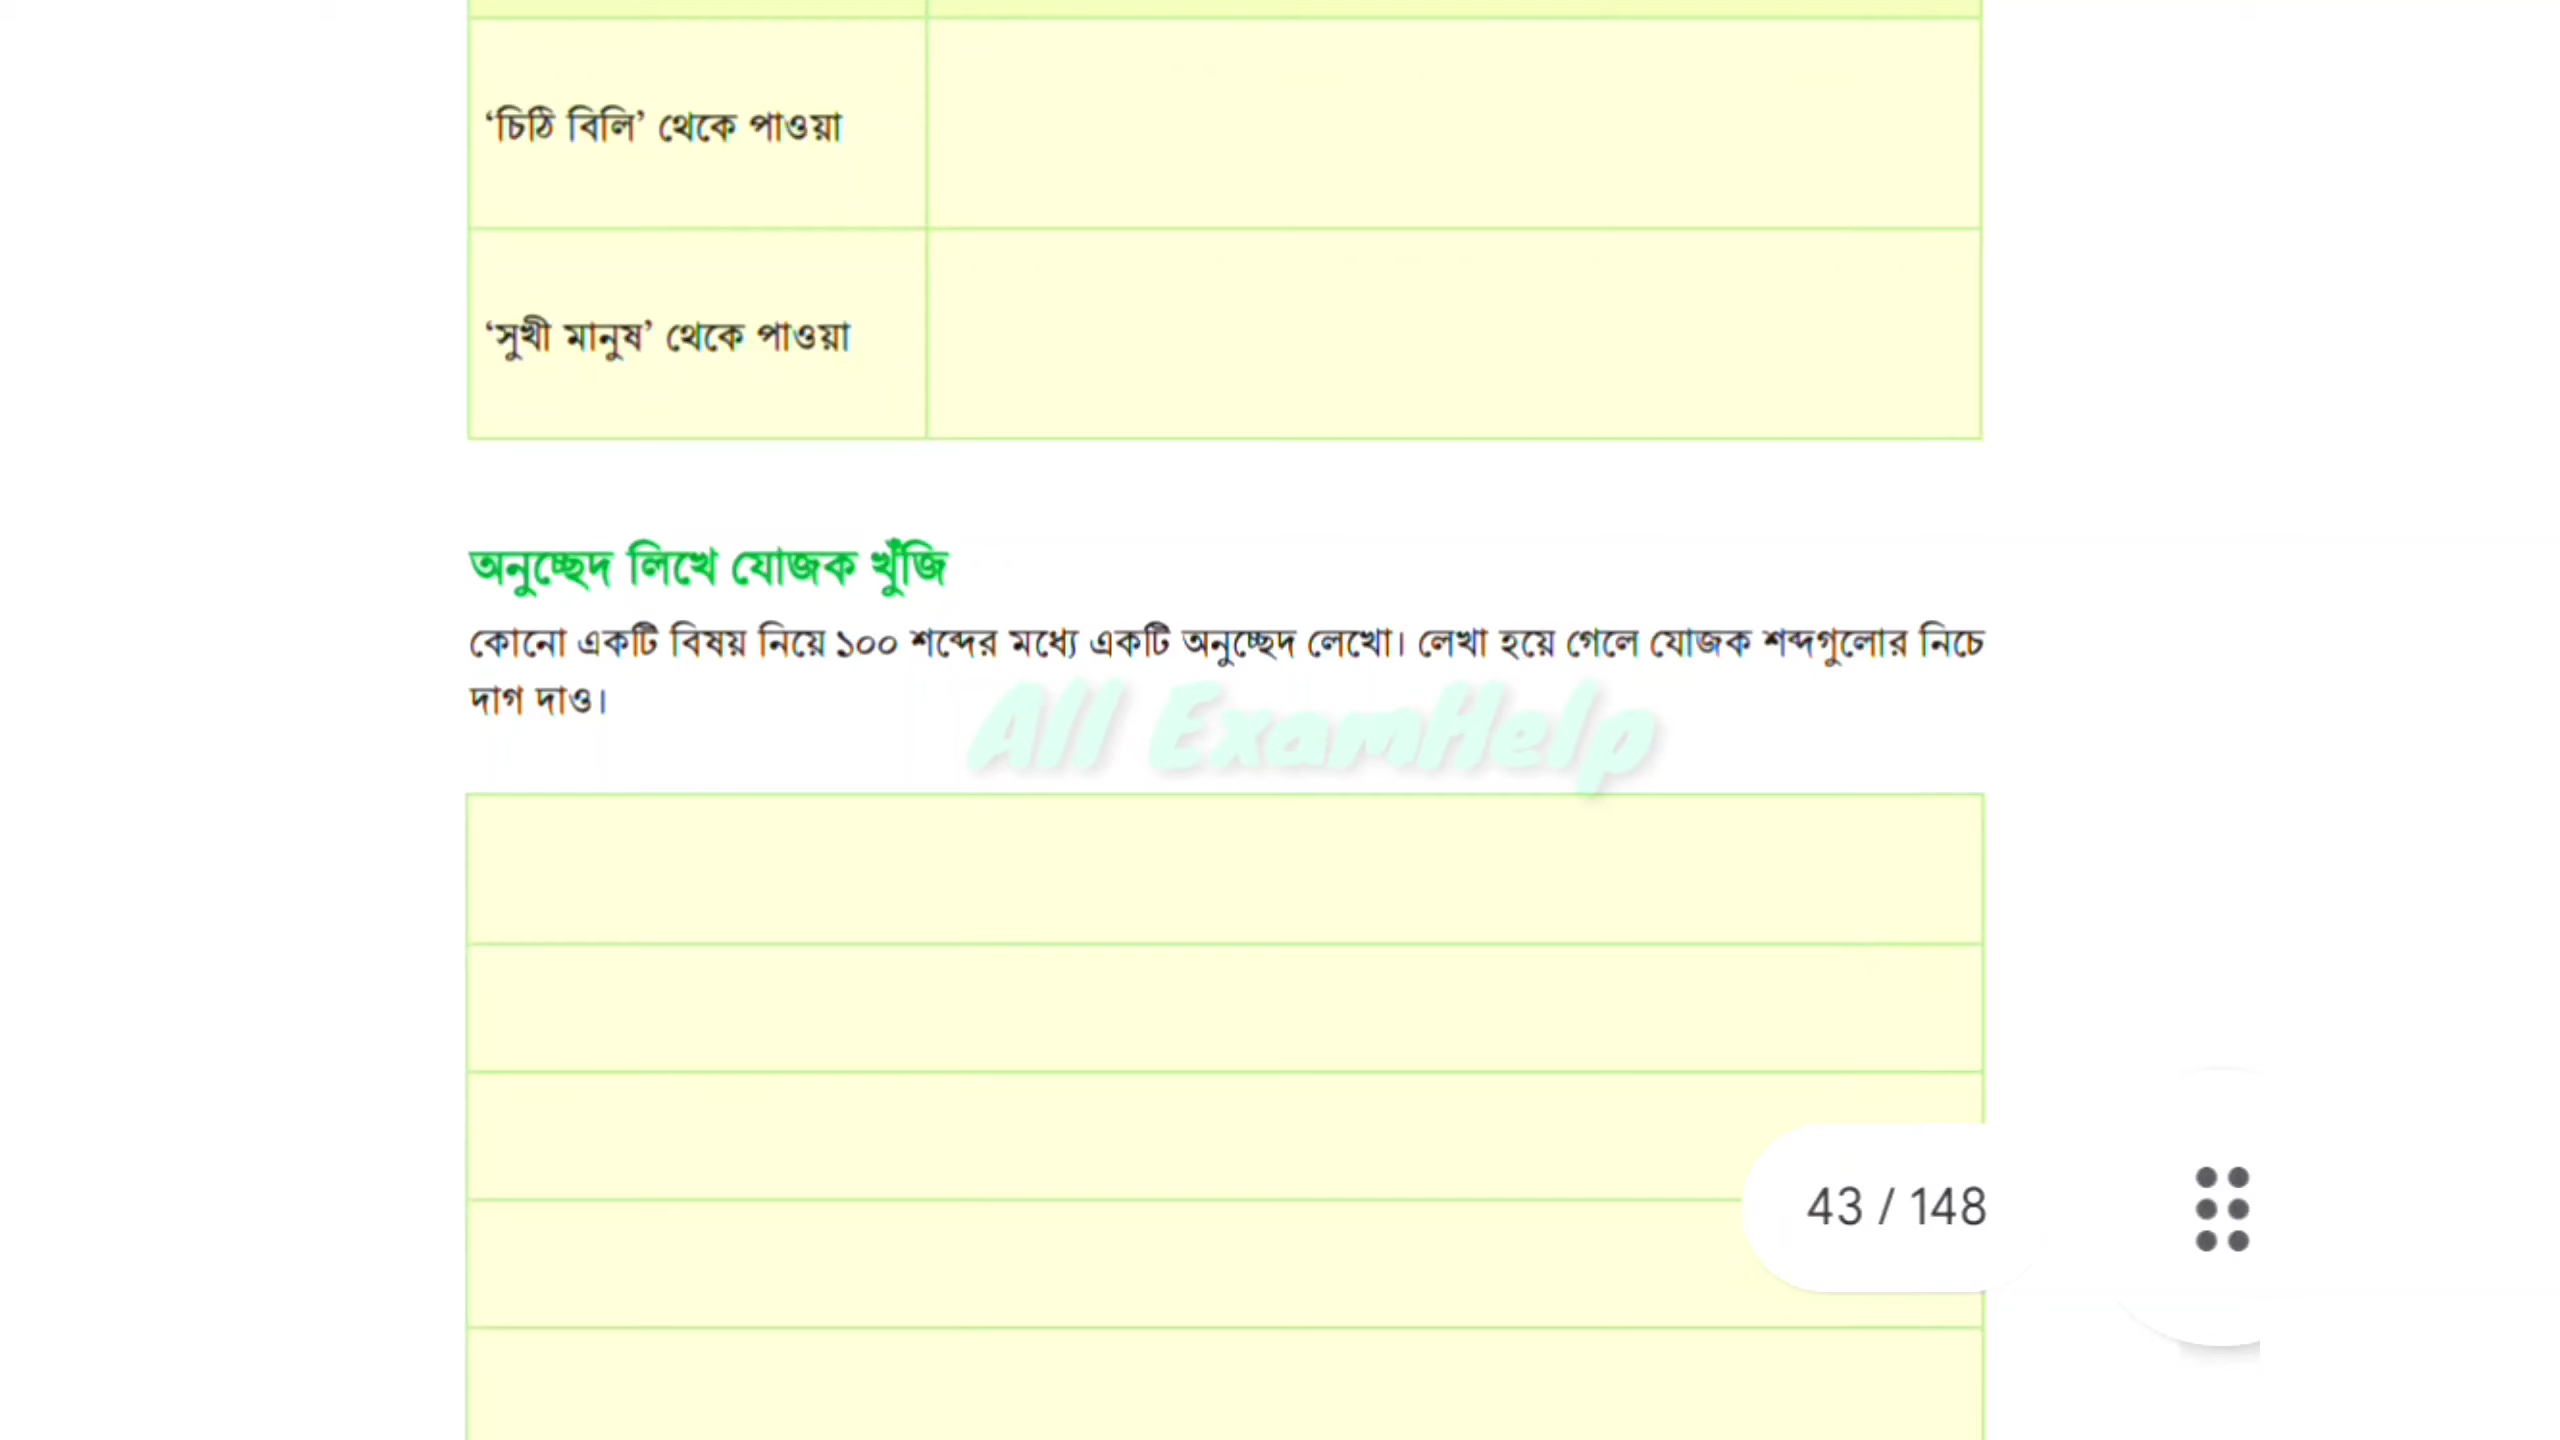 ‘চিঠি বিলি’ থেকে পাওয়া
‘সুখী মানুষ’ থেকে পাওয়া
অনুচ্ছেদ লিখে যোজক খুঁজি
কোনো একটি বিষয় নিয়ে ১০০ শব্দের মধ্যে একটি অনুচ্ছেদ লেখো। লেখা হয়ে গেলে যোজক শব্দগুলোর নিচে
দাগ দাও।
All ExamHelp
43 / 148